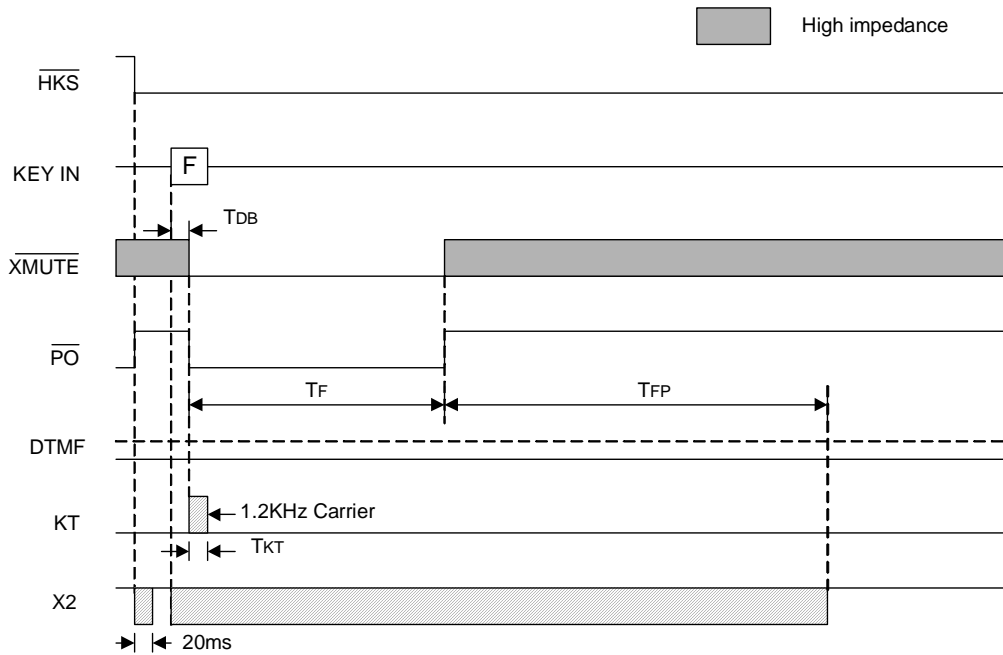 High impedance
HKS
KEY IN
F
TDB
XMUTE
PO
TF
TFP
DTMF
KT
1.2KHz Carrier
TKT
X2
20ms